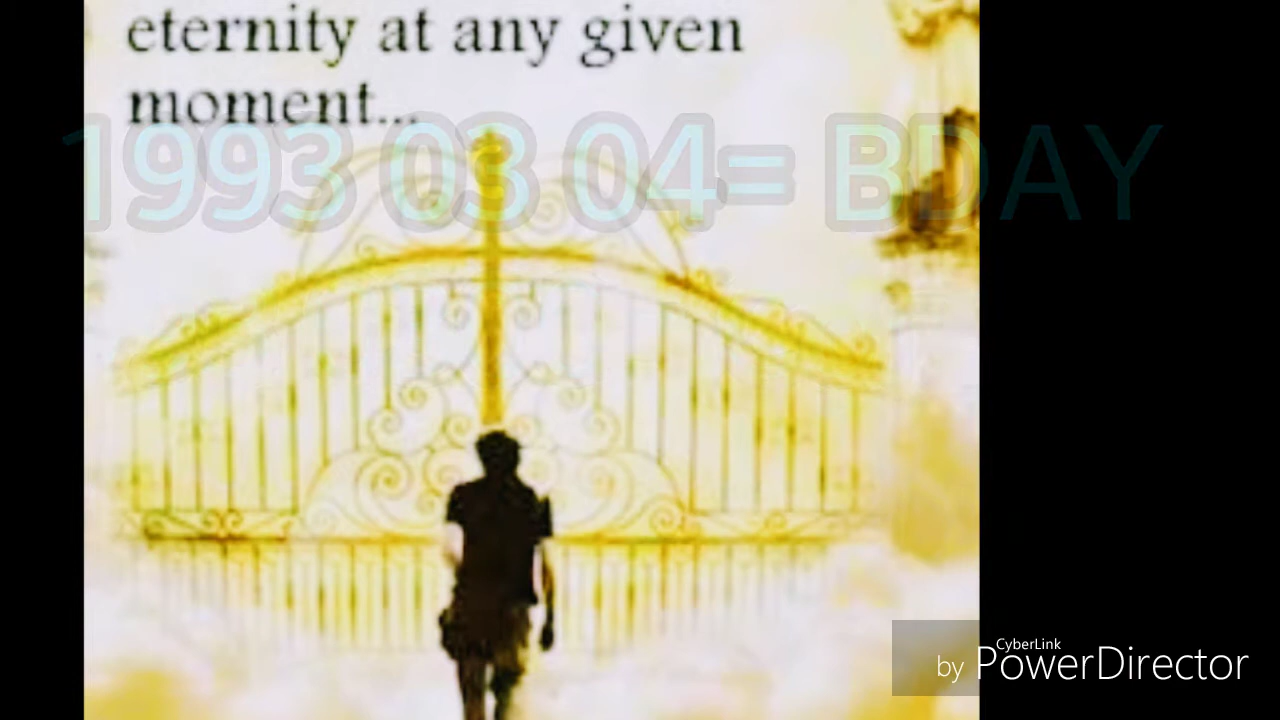 eternity at any given
moment...
1993 03 04= BDAY
CyberLink
by PowerDirector